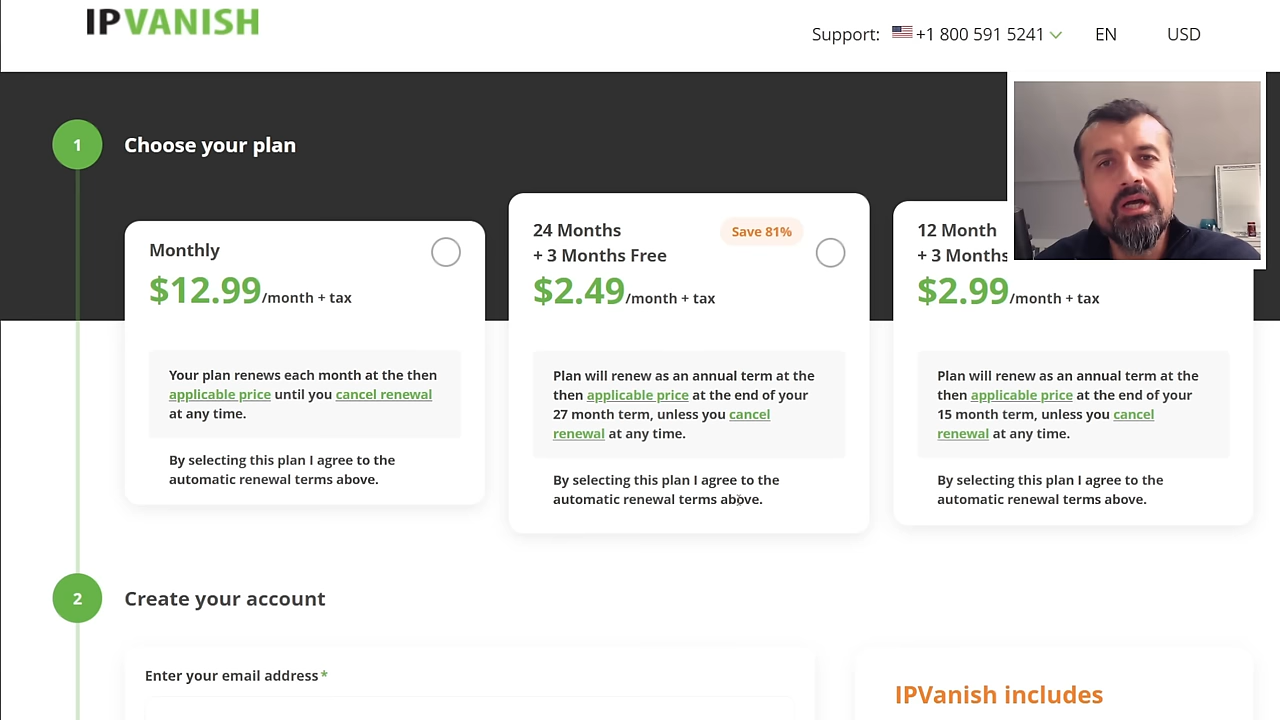 IPVANISH
Support: +1 800 591 5241 EN USD
1
Choose your plan
Monthly
$12.99/month + tax
Your plan renews each month at the then
applicable price until you cancel renewal
at any time.
By selecting this plan I agree to the
automatic renewal terms above.
24 Months
+ 3 Months Free
Save 81%
$2.49/month + tax
Plan will renew as an annual term at the
then applicable price at the end of your
27 month term, unless you cancel
renewal at any time.
By selecting this plan I agree to the
automatic renewal terms above.
12 Month
+ 3 Months
$2.99/month + tax
Plan will renew as an annual term at the
then applicable price at the end of your
15 month term, unless you cancel
renewal at any time.
By selecting this plan I agree to the
automatic renewal terms above.
2
Create your account
Enter your email address*
IPVanish includes